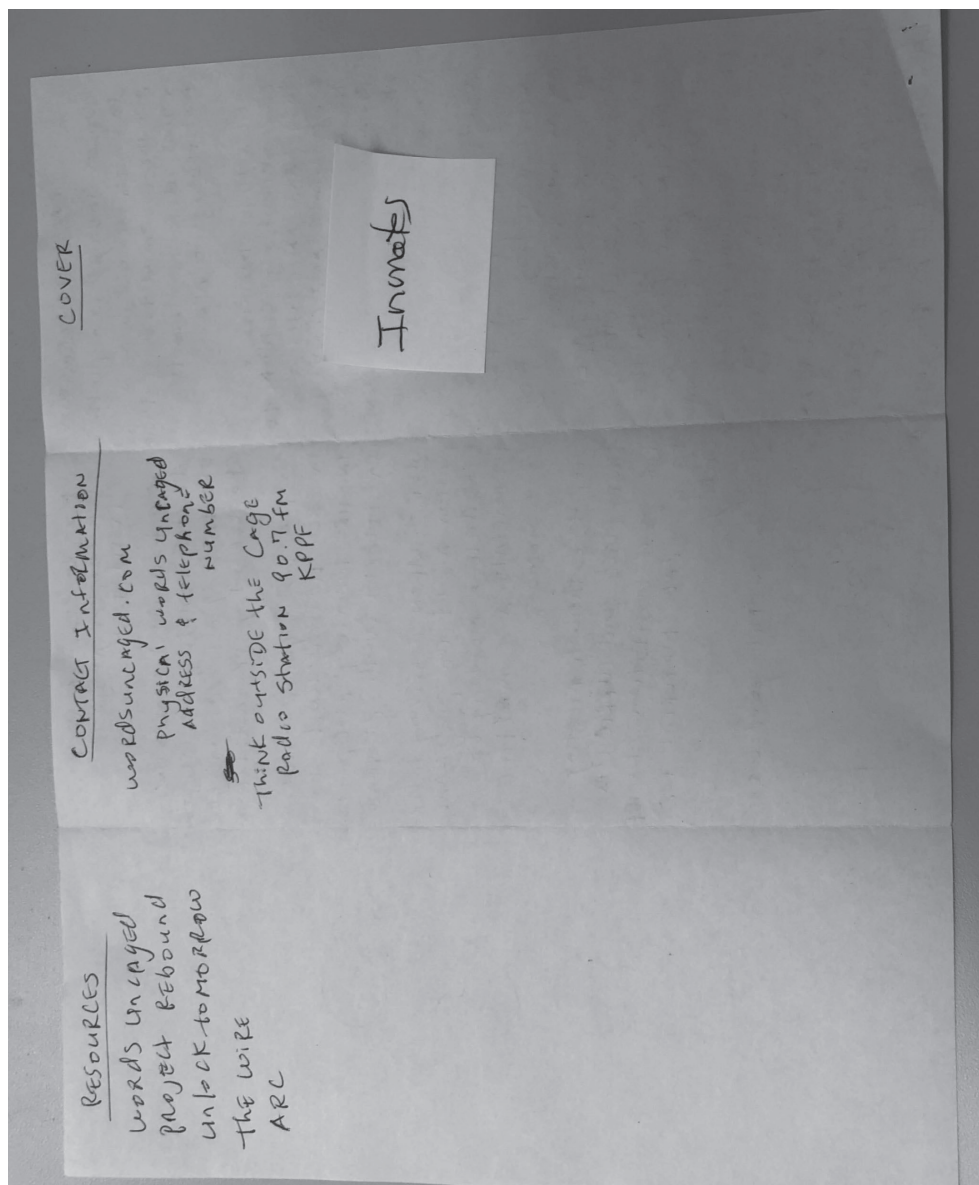 RESOURCES
WORDS UNCAGED
PROJECT REBOUND
UNLOCK TOMORROW
THE WIRE
ARC
CONTACT INFORMATION
WORDSUNCAGED.COM
PHYSICAL WORDS UNCAGED
ADDRESS & TELEPHONE
NUMBER
THINK OUTSIDE the CAGE
Radio Station 90.7 FM
KPPF
COVER
Inmates